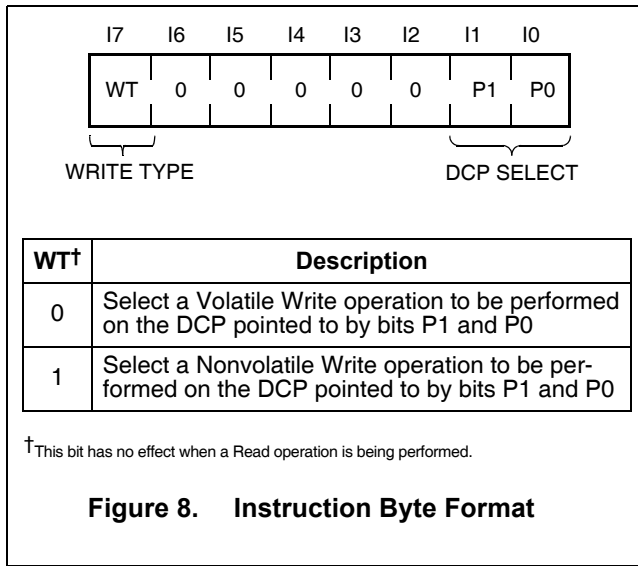 I7 I6 I5 I4 I3 I2 I1 I0
WT 0 0 0 0 0 P1 P0
WRITE TYPE DCP SELECT
WT† Description
0 Select a Volatile Write operation to be performed
on the DCP pointed to by bits P1 and P0
1 Select a Nonvolatile Write operation to be per-
formed on the DCP pointed to by bits P1 and P0
†This bit has no effect when a Read operation is being performed.
Figure 8. Instruction Byte Format